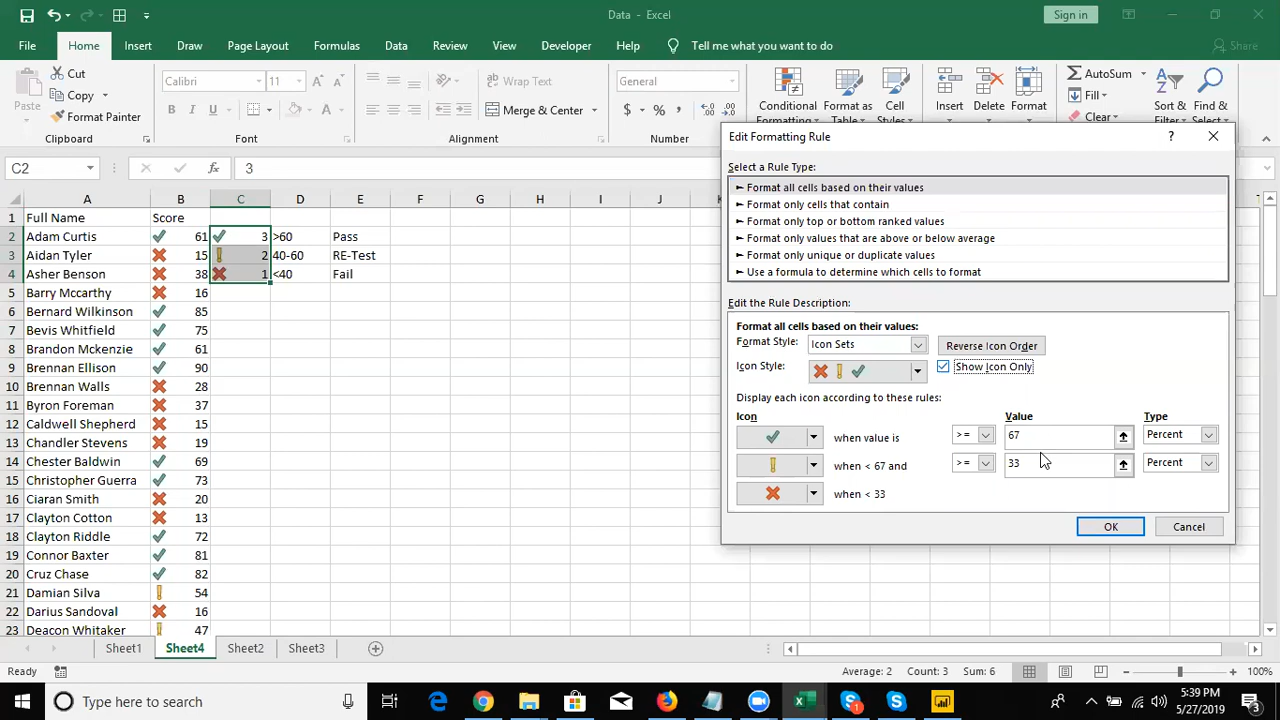 Data - Excel
Sign in
File Home Insert Draw Page Layout Formulas Data Review View Developer Help Tell me what you want to do Share
Paste
Cut
Copy
Format Painter
Clipboard
Calibri 11
B I U
Font
Wrap Text
Merge & Center
Alignment
General
$ % ,
Number
Conditional
Format as
Cell
Insert Delete Format
AutoSum
Fill
Clear
Sort & Find &
C2 fx 3
A B C D E F G H I J
1 Full Name Score
2 Adam Curtis 61 3 >60 Pass
3 Aidan Tyler 15 2 40-60 RE-Test
4 Asher Benson 38 1 <40 Fail
5 Barry Mccarthy 16
6 Bernard Wilkinson 85
7 Bevis Whitfield 75
8 Brandon Mckenzie 61
9 Brennan Ellison 90
10 Brennan Walls 28
11 Byron Foreman 37
12 Caldwell Shepherd 15
13 Chandler Stevens 19
14 Chester Baldwin 69
15 Christopher Guerra 73
16 Ciaran Smith 20
17 Clayton Cotton 13
18 Clayton Riddle 72
19 Connor Baxter 81
20 Cruz Chase 82
21 Damian Silva 54
22 Darius Sandoval 16
23 Deacon Whitaker 47
Edit Formatting Rule ?
Select a Rule Type:
► Format all cells based on their values
► Format only cells that contain
► Format only top or bottom ranked values
► Format only values that are above or below average
► Format only unique or duplicate values
► Use a formula to determine which cells to format
Edit the Rule Description:
Format all cells based on their values:
Format Style: Icon Sets Reverse Icon Order
Icon Style: Show Icon Only
Display each icon according to these rules:
Icon Value Type
when value is >= 67 Percent
when < 67 and >= 33 Percent
when < 33
OK Cancel
Sheet1 Sheet4 Sheet2 Sheet3
Ready Average: 2 Count: 3 Sum: 6 100%
Type here to search
5:39 PM
5/27/2019